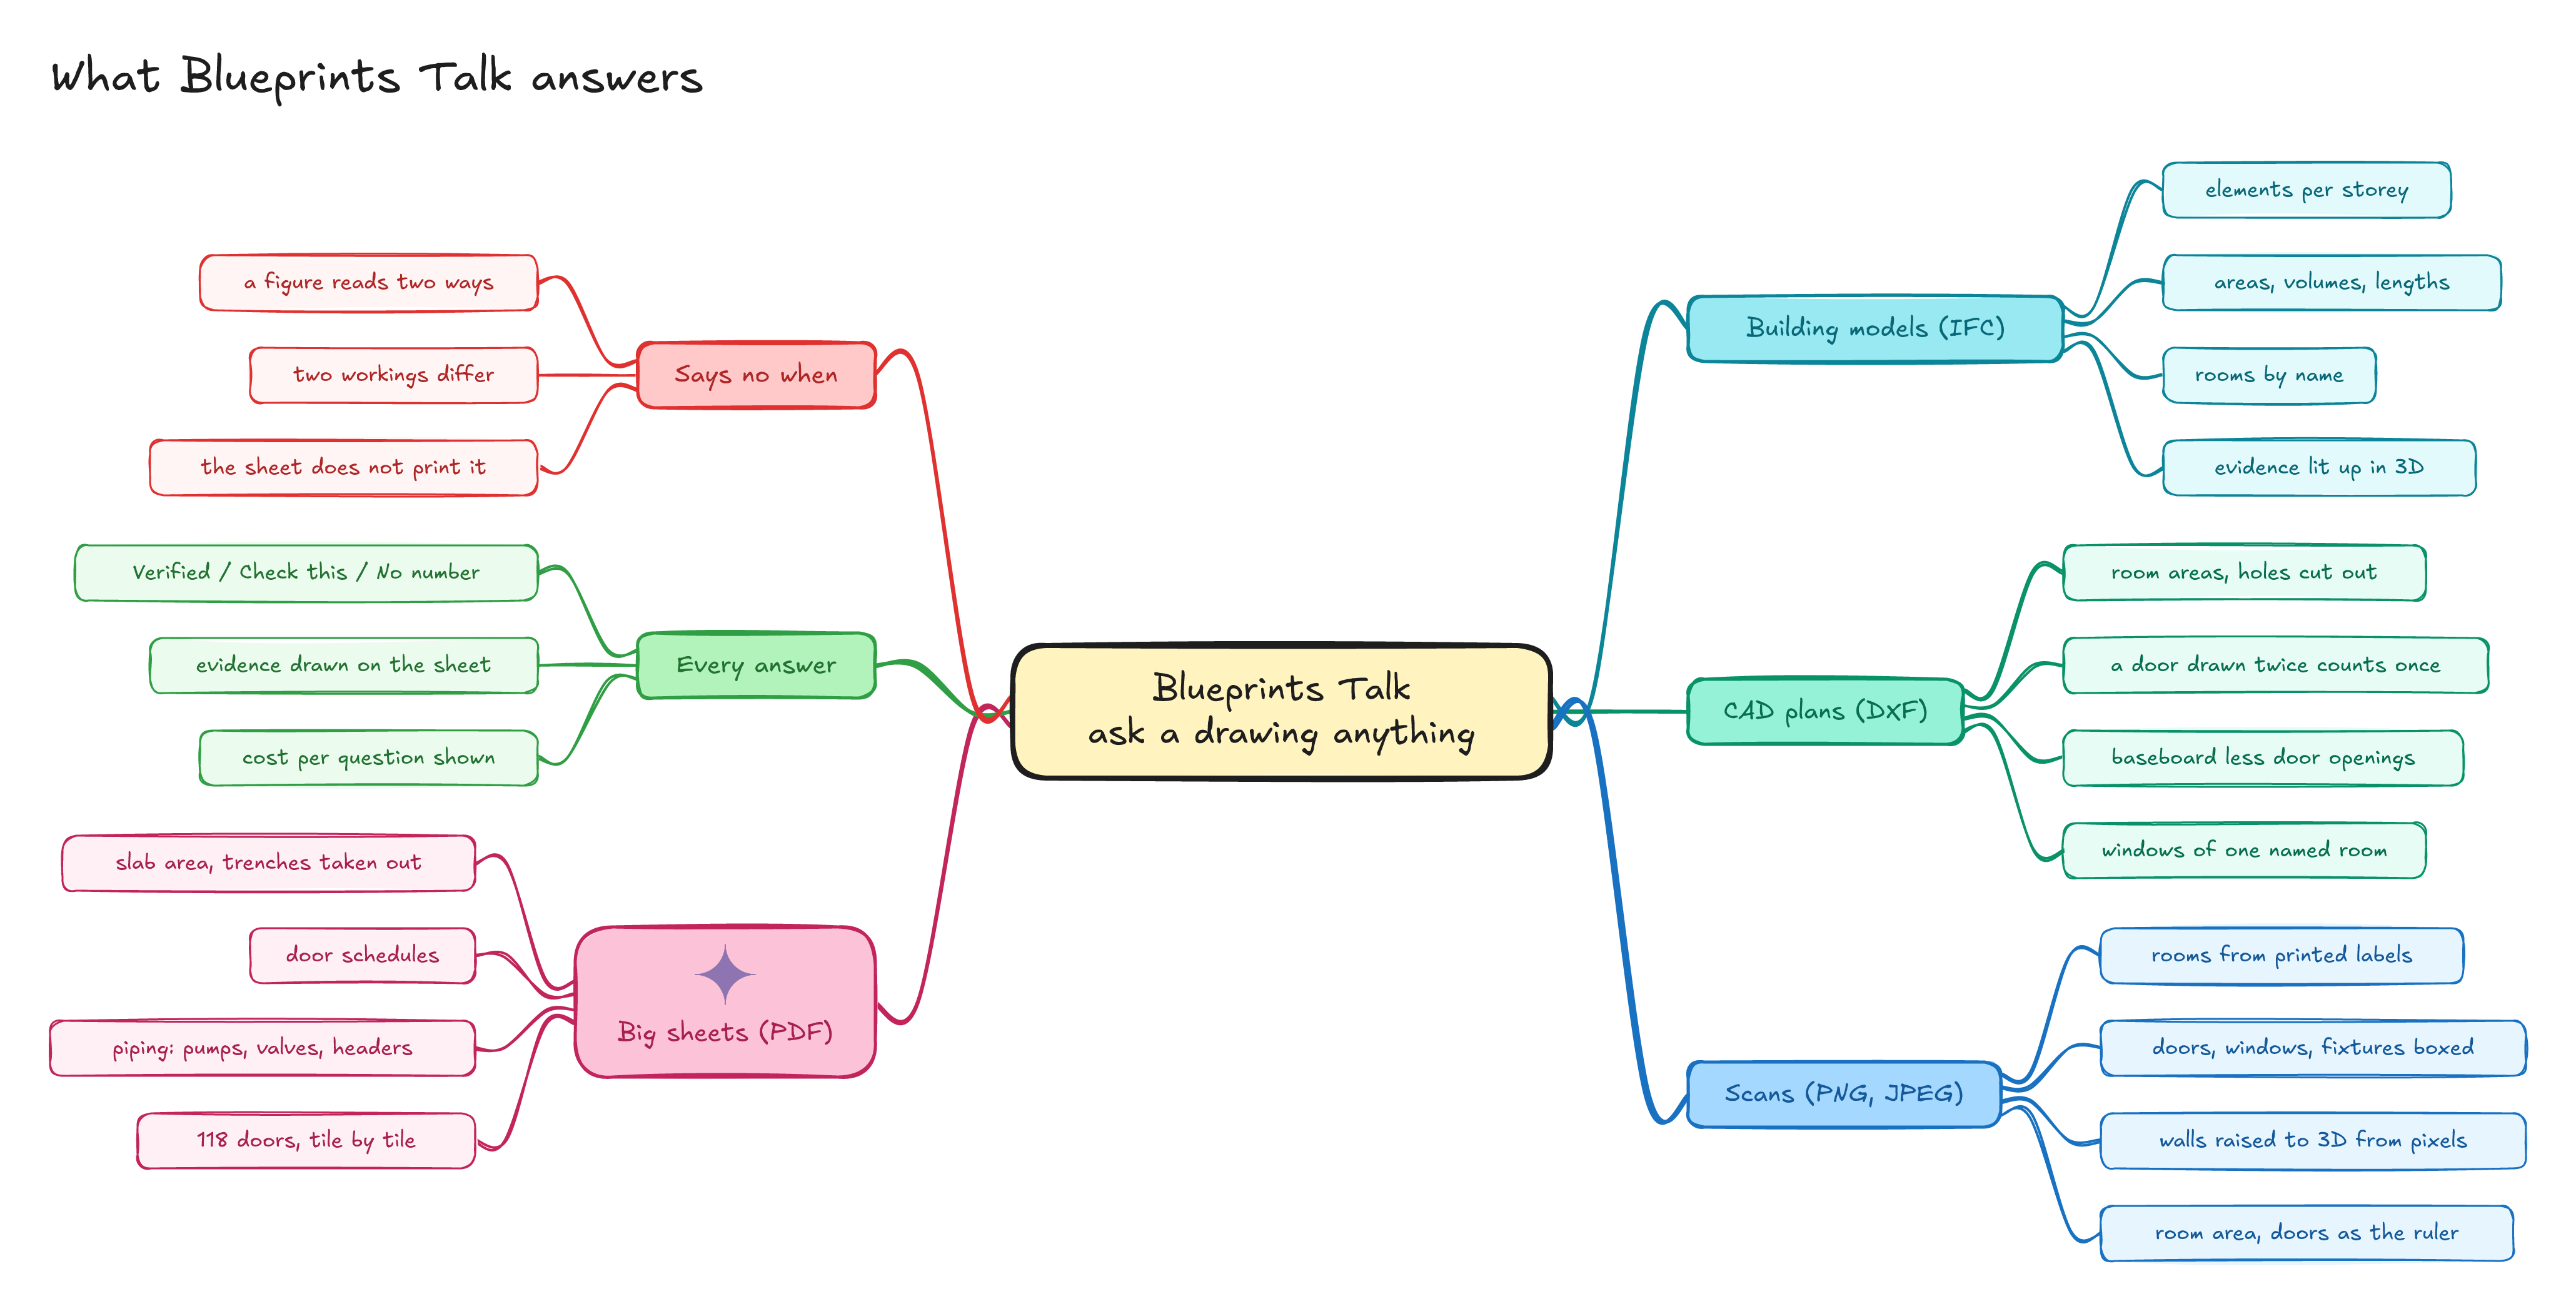 What Blueprints Talk answers
Blueprints Talk
ask a drawing anything
Says no when
a figure reads two ways
two workings differ
the sheet does not print it
Every answer
Verified / Check this / No number
evidence drawn on the sheet
cost per question shown
Big sheets (PDF)
slab area, trenches taken out
door schedules
piping: pumps, valves, headers
118 doors, tile by tile
Building models (IFC)
elements per storey
areas, volumes, lengths
rooms by name
evidence lit up in 3D
CAD plans (DXF)
room areas, holes cut out
a door drawn twice counts once
baseboard less door openings
windows of one named room
Scans (PNG, JPEG)
rooms from printed labels
doors, windows, fixtures boxed
walls raised to 3D from pixels
room area, doors as the ruler